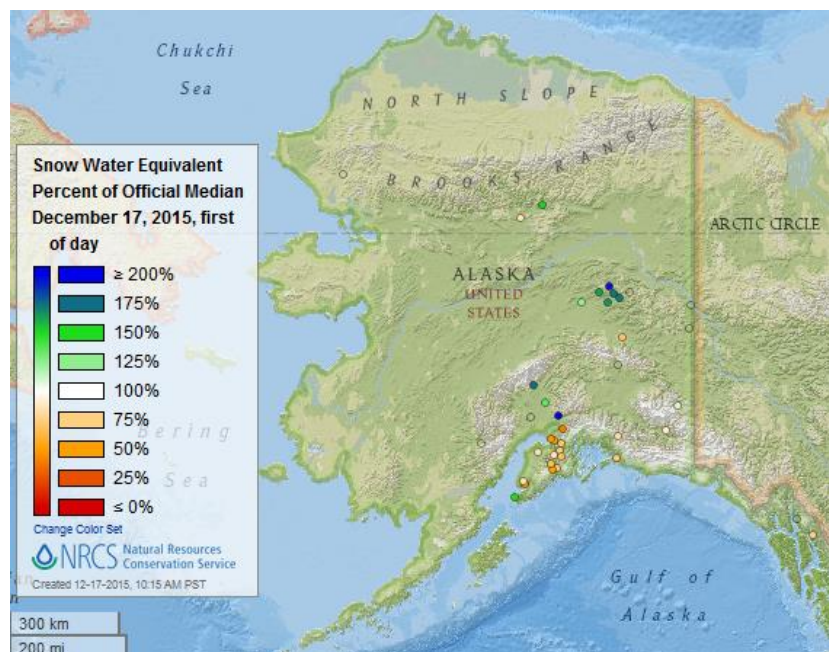 Chukchi
Sea
NORTH SLOPE
BROOKS RANGE
Snow Water Equivalent
Percent of Official Median
December 17, 2015, first
of day
ARCTIC CIRCLE
≥ 200%
175%
150%
125%
100%
75%
50%
25%
≤ 0%
ALASKA
UNITED
STATES
Bering
Sea
Change Color Set
NRCS Natural Resources
Conservation Service
Created 12-17-2015, 10:15 AM PST
Gulf of
Alaska
300 km
200 mi